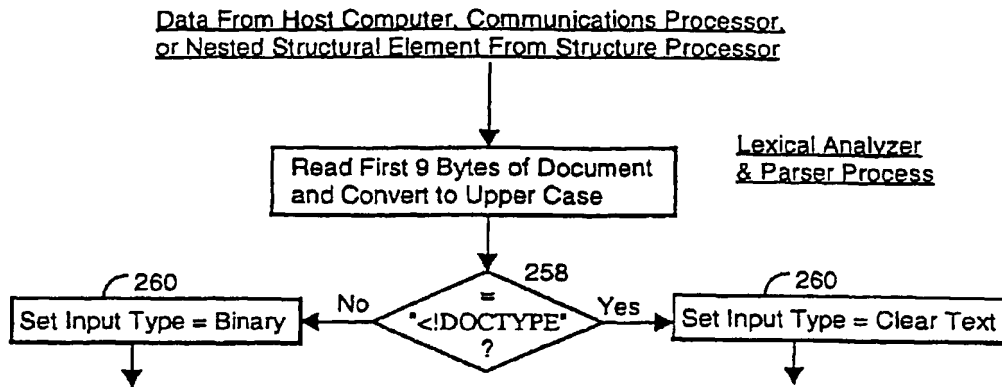 Data From Host Computer, Communications Processor,
or Nested Structural Element From Structure Processor
Read First 9 Bytes of Document
and Convert to Upper Case
Lexical Analyzer
& Parser Process
258
260
260
No
=
"<!DOCTYPE"
?
Yes
Set Input Type = Binary
Set Input Type = Clear Text